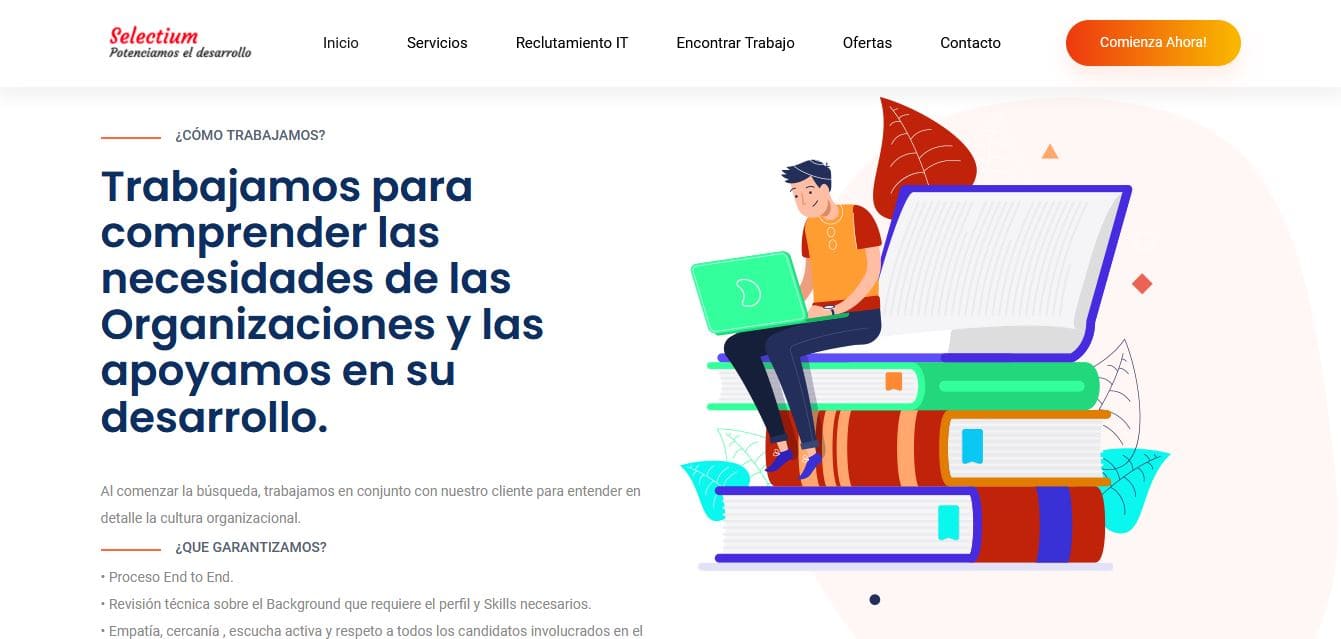 Selectium
Potenciamos el desarrollo
Inicio
Servicios
Reclutamiento IT
Encontrar Trabajo
Ofertas
Contacto
Comienza Ahora!
¿CÓMO TRABAJAMOS?
Trabajamos para
comprender las
necesidades de las
Organizaciones y las
apoyamos en su
desarrollo.
Al comenzar la búsqueda, trabajamos en conjunto con nuestro cliente para entender en
detalle la cultura organizacional.
¿QUE GARANTIZAMOS?
• Proceso End to End.
• Revisión técnica sobre el Background que requiere el perfil y Skills necesarios.
• Empatía, cercanía , escucha activa y respeto a todos los candidatos involucrados en el